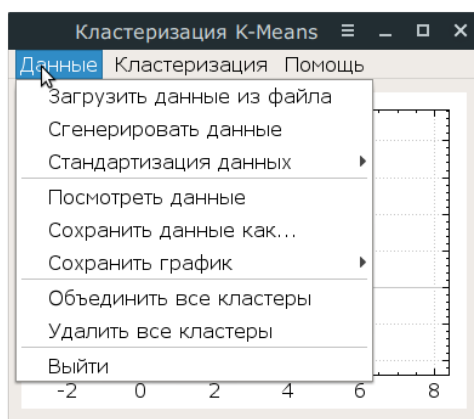 Кластеризация K-Means
Данные Кластеризация Помощь
Загрузить данные из файла
Сгенерировать данные
Стандартизация данных
Посмотреть данные
Сохранить данные как...
Сохранить график
Объединить все кластеры
Удалить все кластеры
Выйти
-2 0 2 4 6 8